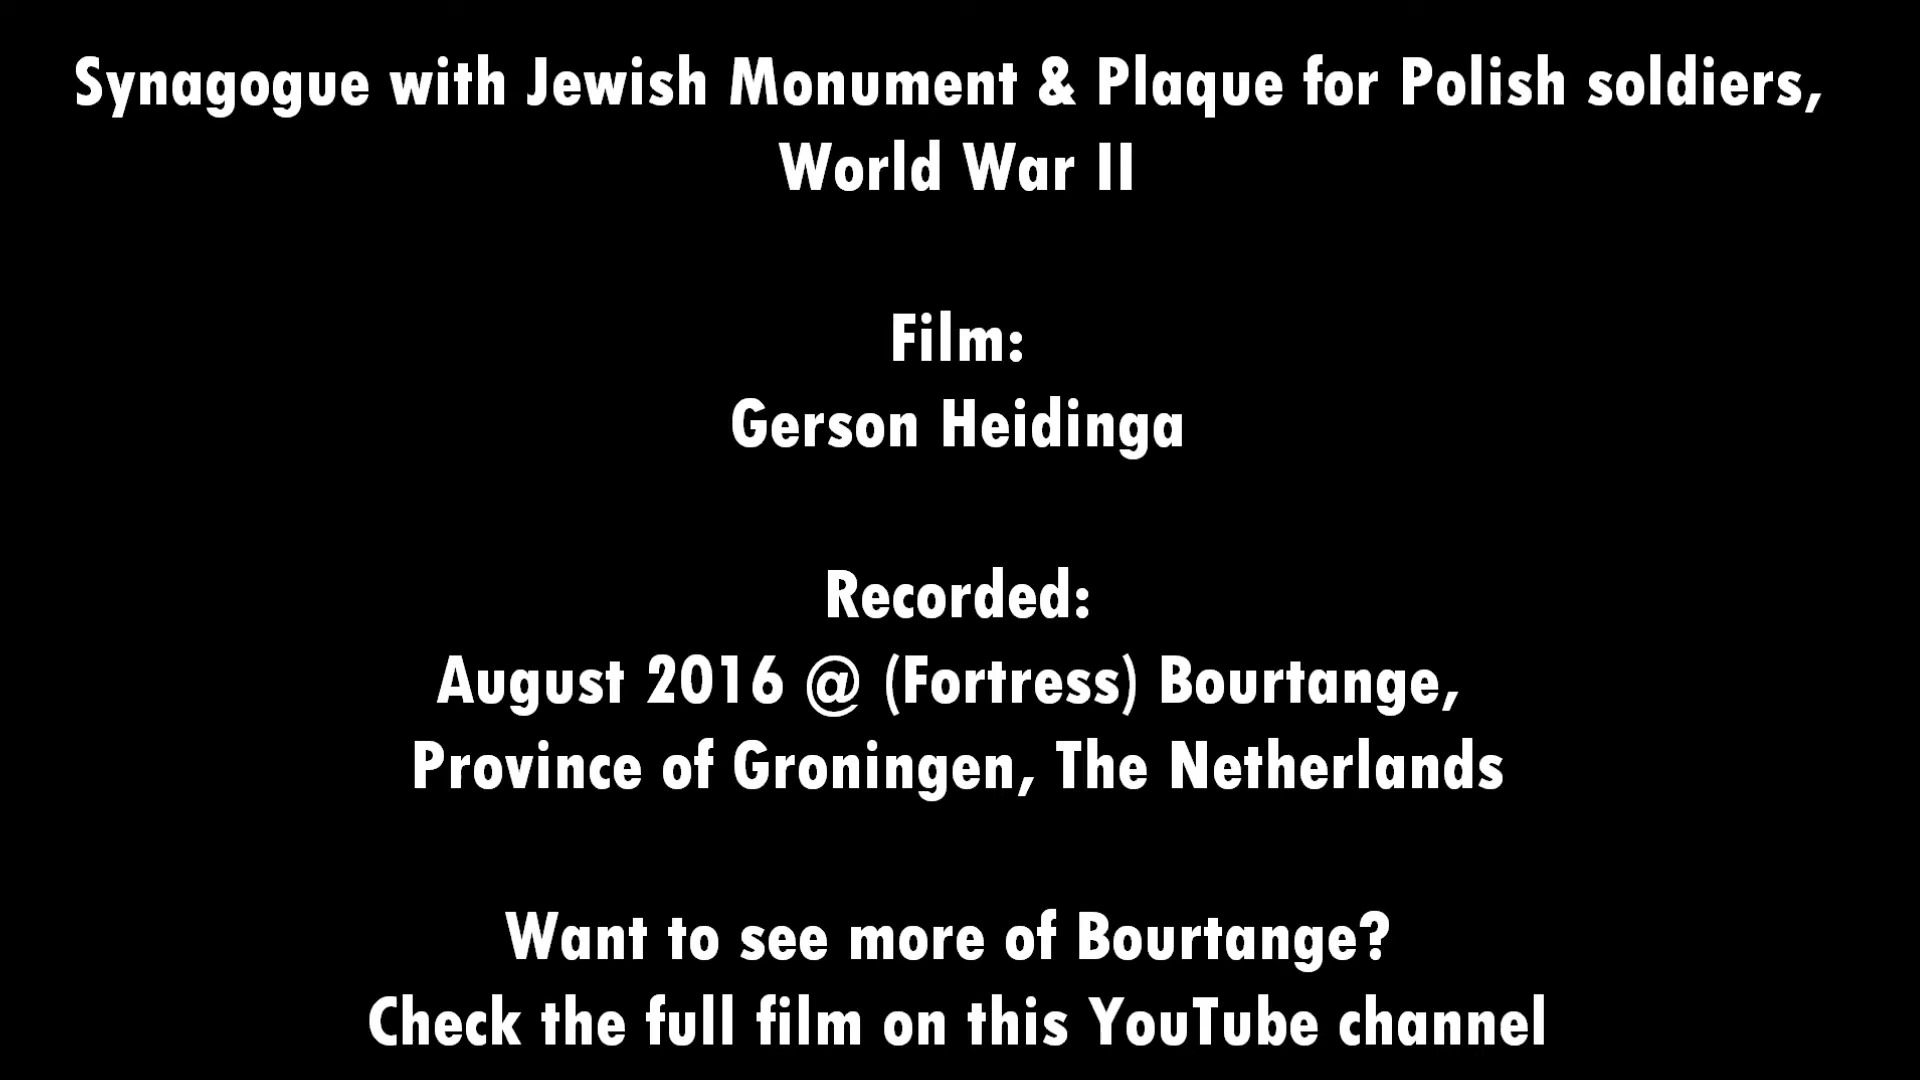 Synagogue with Jewish Monument & Plaque for Polish soldiers,
World War II
Film:
Gerson Heidinga
Recorded:
August 2016 @ (Fortress) Bourtange,
Province of Groningen, The Netherlands
Want to see more of Bourtange?
Check the full film on this YouTube channel